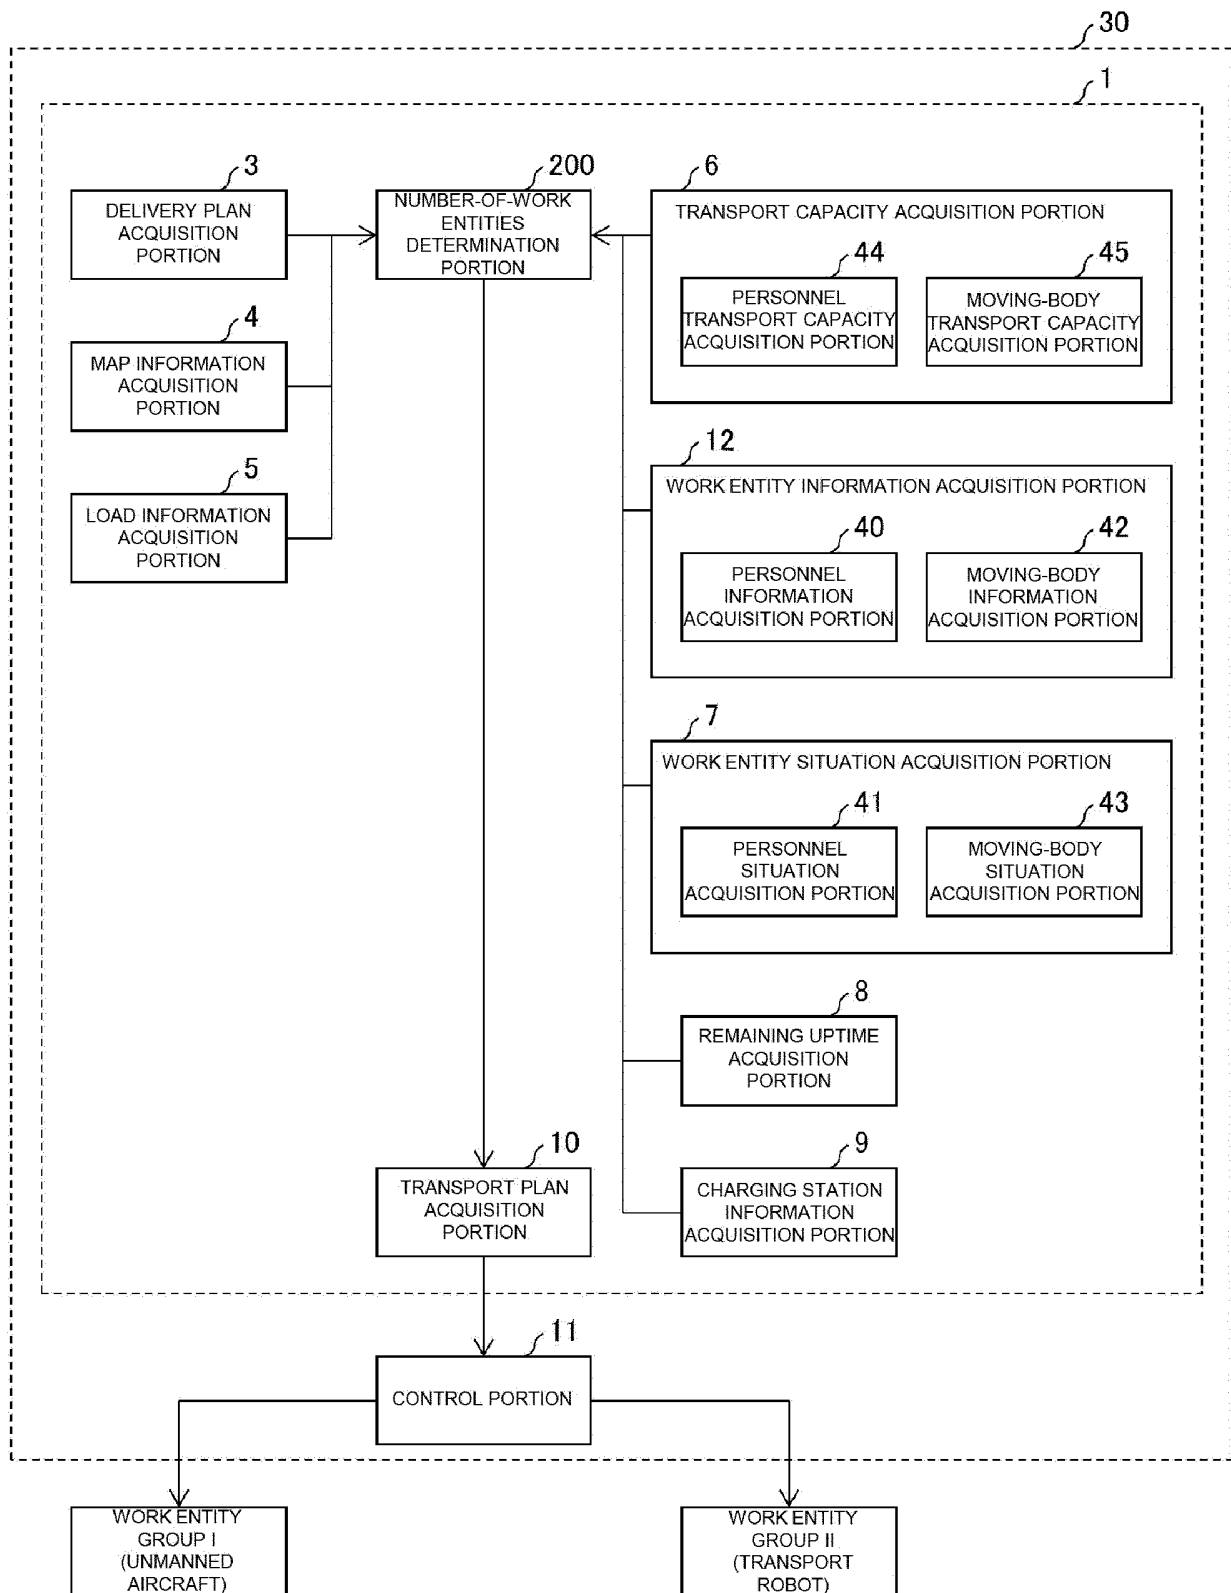 30
1
3
DELIVERY PLAN
ACQUISITION
PORTION
200
NUMBER-OF-WORK
ENTITIES
DETERMINATION
PORTION
6
TRANSPORT CAPACITY ACQUISITION PORTION
44
PERSONNEL
TRANSPORT CAPACITY
ACQUISITION PORTION
45
MOVING-BODY
TRANSPORT CAPACITY
ACQUISITION PORTION
4
MAP INFORMATION
ACQUISITION
PORTION
5
LOAD INFORMATION
ACQUISITION
PORTION
12
WORK ENTITY INFORMATION ACQUISITION PORTION
40
PERSONNEL
INFORMATION
ACQUISITION PORTION
42
MOVING-BODY
INFORMATION
ACQUISITION PORTION
7
WORK ENTITY SITUATION ACQUISITION PORTION
41
PERSONNEL
SITUATION
ACQUISITION PORTION
43
MOVING-BODY
SITUATION
ACQUISITION PORTION
8
REMAINING UPTIME
ACQUISITION
PORTION
10
TRANSPORT PLAN
ACQUISITION
PORTION
9
CHARGING STATION
INFORMATION
ACQUISITION PORTION
11
CONTROL PORTION
WORK ENTITY
GROUP I
(UNMANNED
AIRCRAFT)
WORK ENTITY
GROUP II
(TRANSPORT
ROBOT)